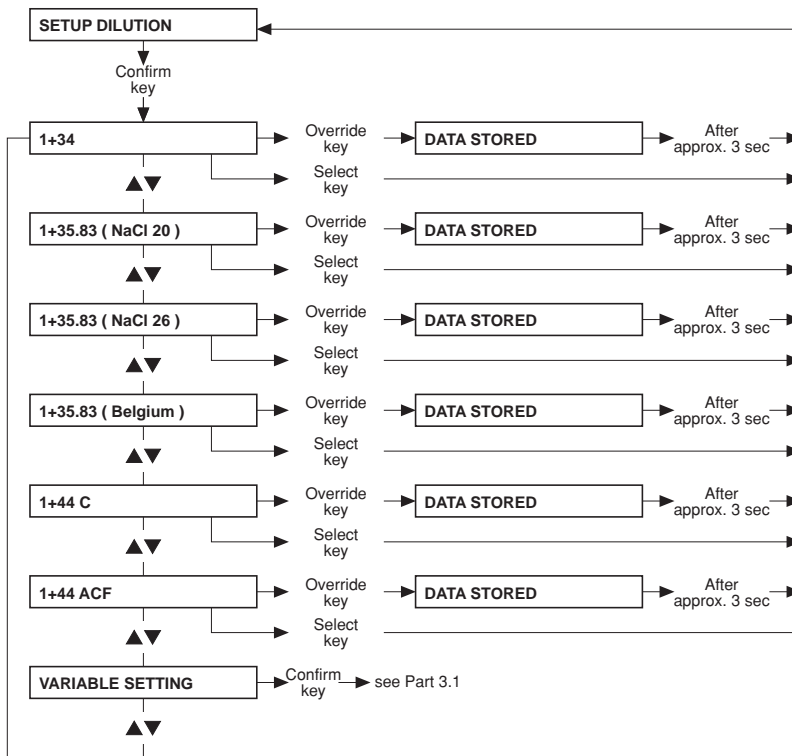 SETUP DILUTION
Confirm
key
1+34
Override
key
DATA STORED
After
approx. 3 sec
Select
key
1+35.83 ( NaCl 20 )
Override
key
DATA STORED
After
approx. 3 sec
Select
key
1+35.83 ( NaCl 26 )
Override
key
DATA STORED
After
approx. 3 sec
Select
key
1+35.83 ( Belgium )
Override
key
DATA STORED
After
approx. 3 sec
Select
key
1+44 C
Override
key
DATA STORED
After
approx. 3 sec
Select
key
1+44 ACF
Override
key
DATA STORED
After
approx. 3 sec
Select
key
VARIABLE SETTING
Confirm
key
see Part 3.1